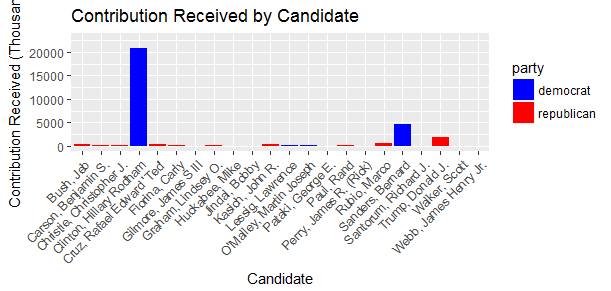 Contribution Received by Candidate
Contribution Received (Thousan
20000
15000
10000
5000
0
Bush, Jeb
Carson, Benjamin S.
Christie, Christopher J.
Clinton, Hillary Rodham
Cruz, Rafael Edward 'Ted'
Fiorina, Carly
Gilmore, James S III
Graham, Lindsey O.
Huckabee, Mike
Jindal, Bobby
Kasich, John R.
Lessig, Lawrence
O'Malley, Martin Joseph
Pataki, George E.
Paul, Rand
Perry, James R. (Rick)
Rubio, Marco
Sanders, Bernard
Santorum, Richard J.
Trump, Donald J.
Walker, Scott
Webb, James Henry Jr.
Candidate
party
democrat
republican